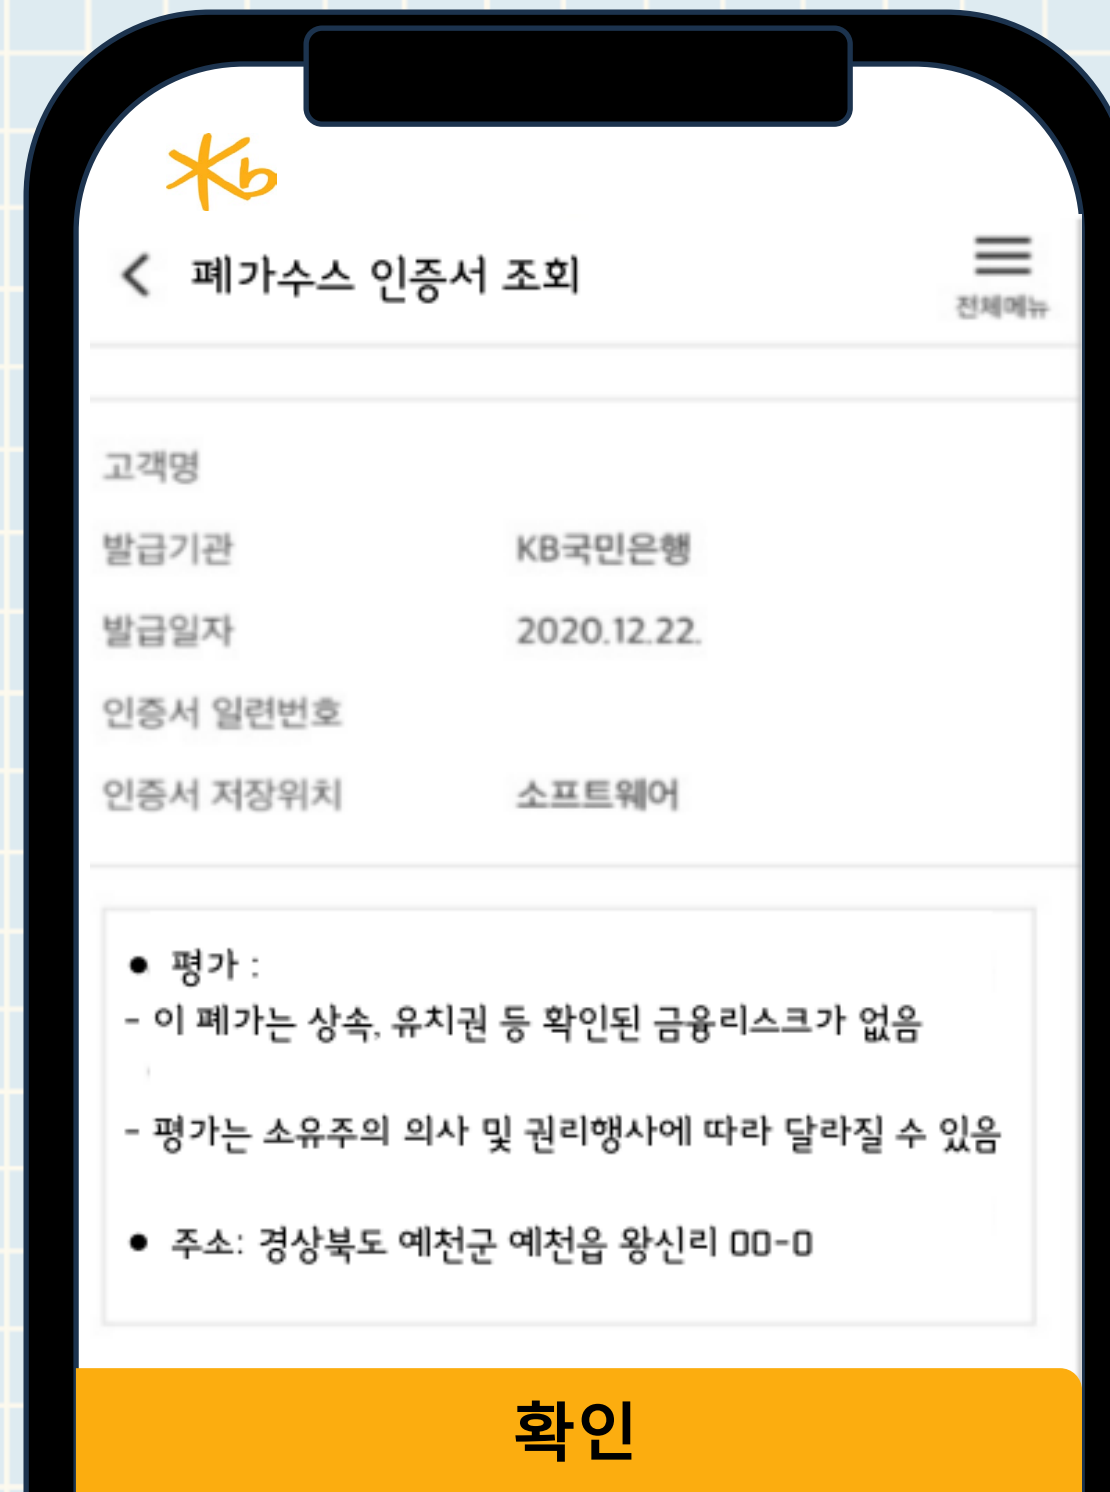 Kb
폐가수스 인증서 조회
전체메뉴
고객명
발급기관 KB국민은행
발급일자 2020.12.22.
인증서 일련번호
인증서 저장위치 소프트웨어
● 평가 :
- 이 폐가는 상속, 유치권 등 확인된 금융리스크가 없음
- 평가는 소유주의 의사 및 권리행사에 따라 달라질 수 있음
● 주소: 경상북도 예천군 예천읍 왕신리 00-0
확인